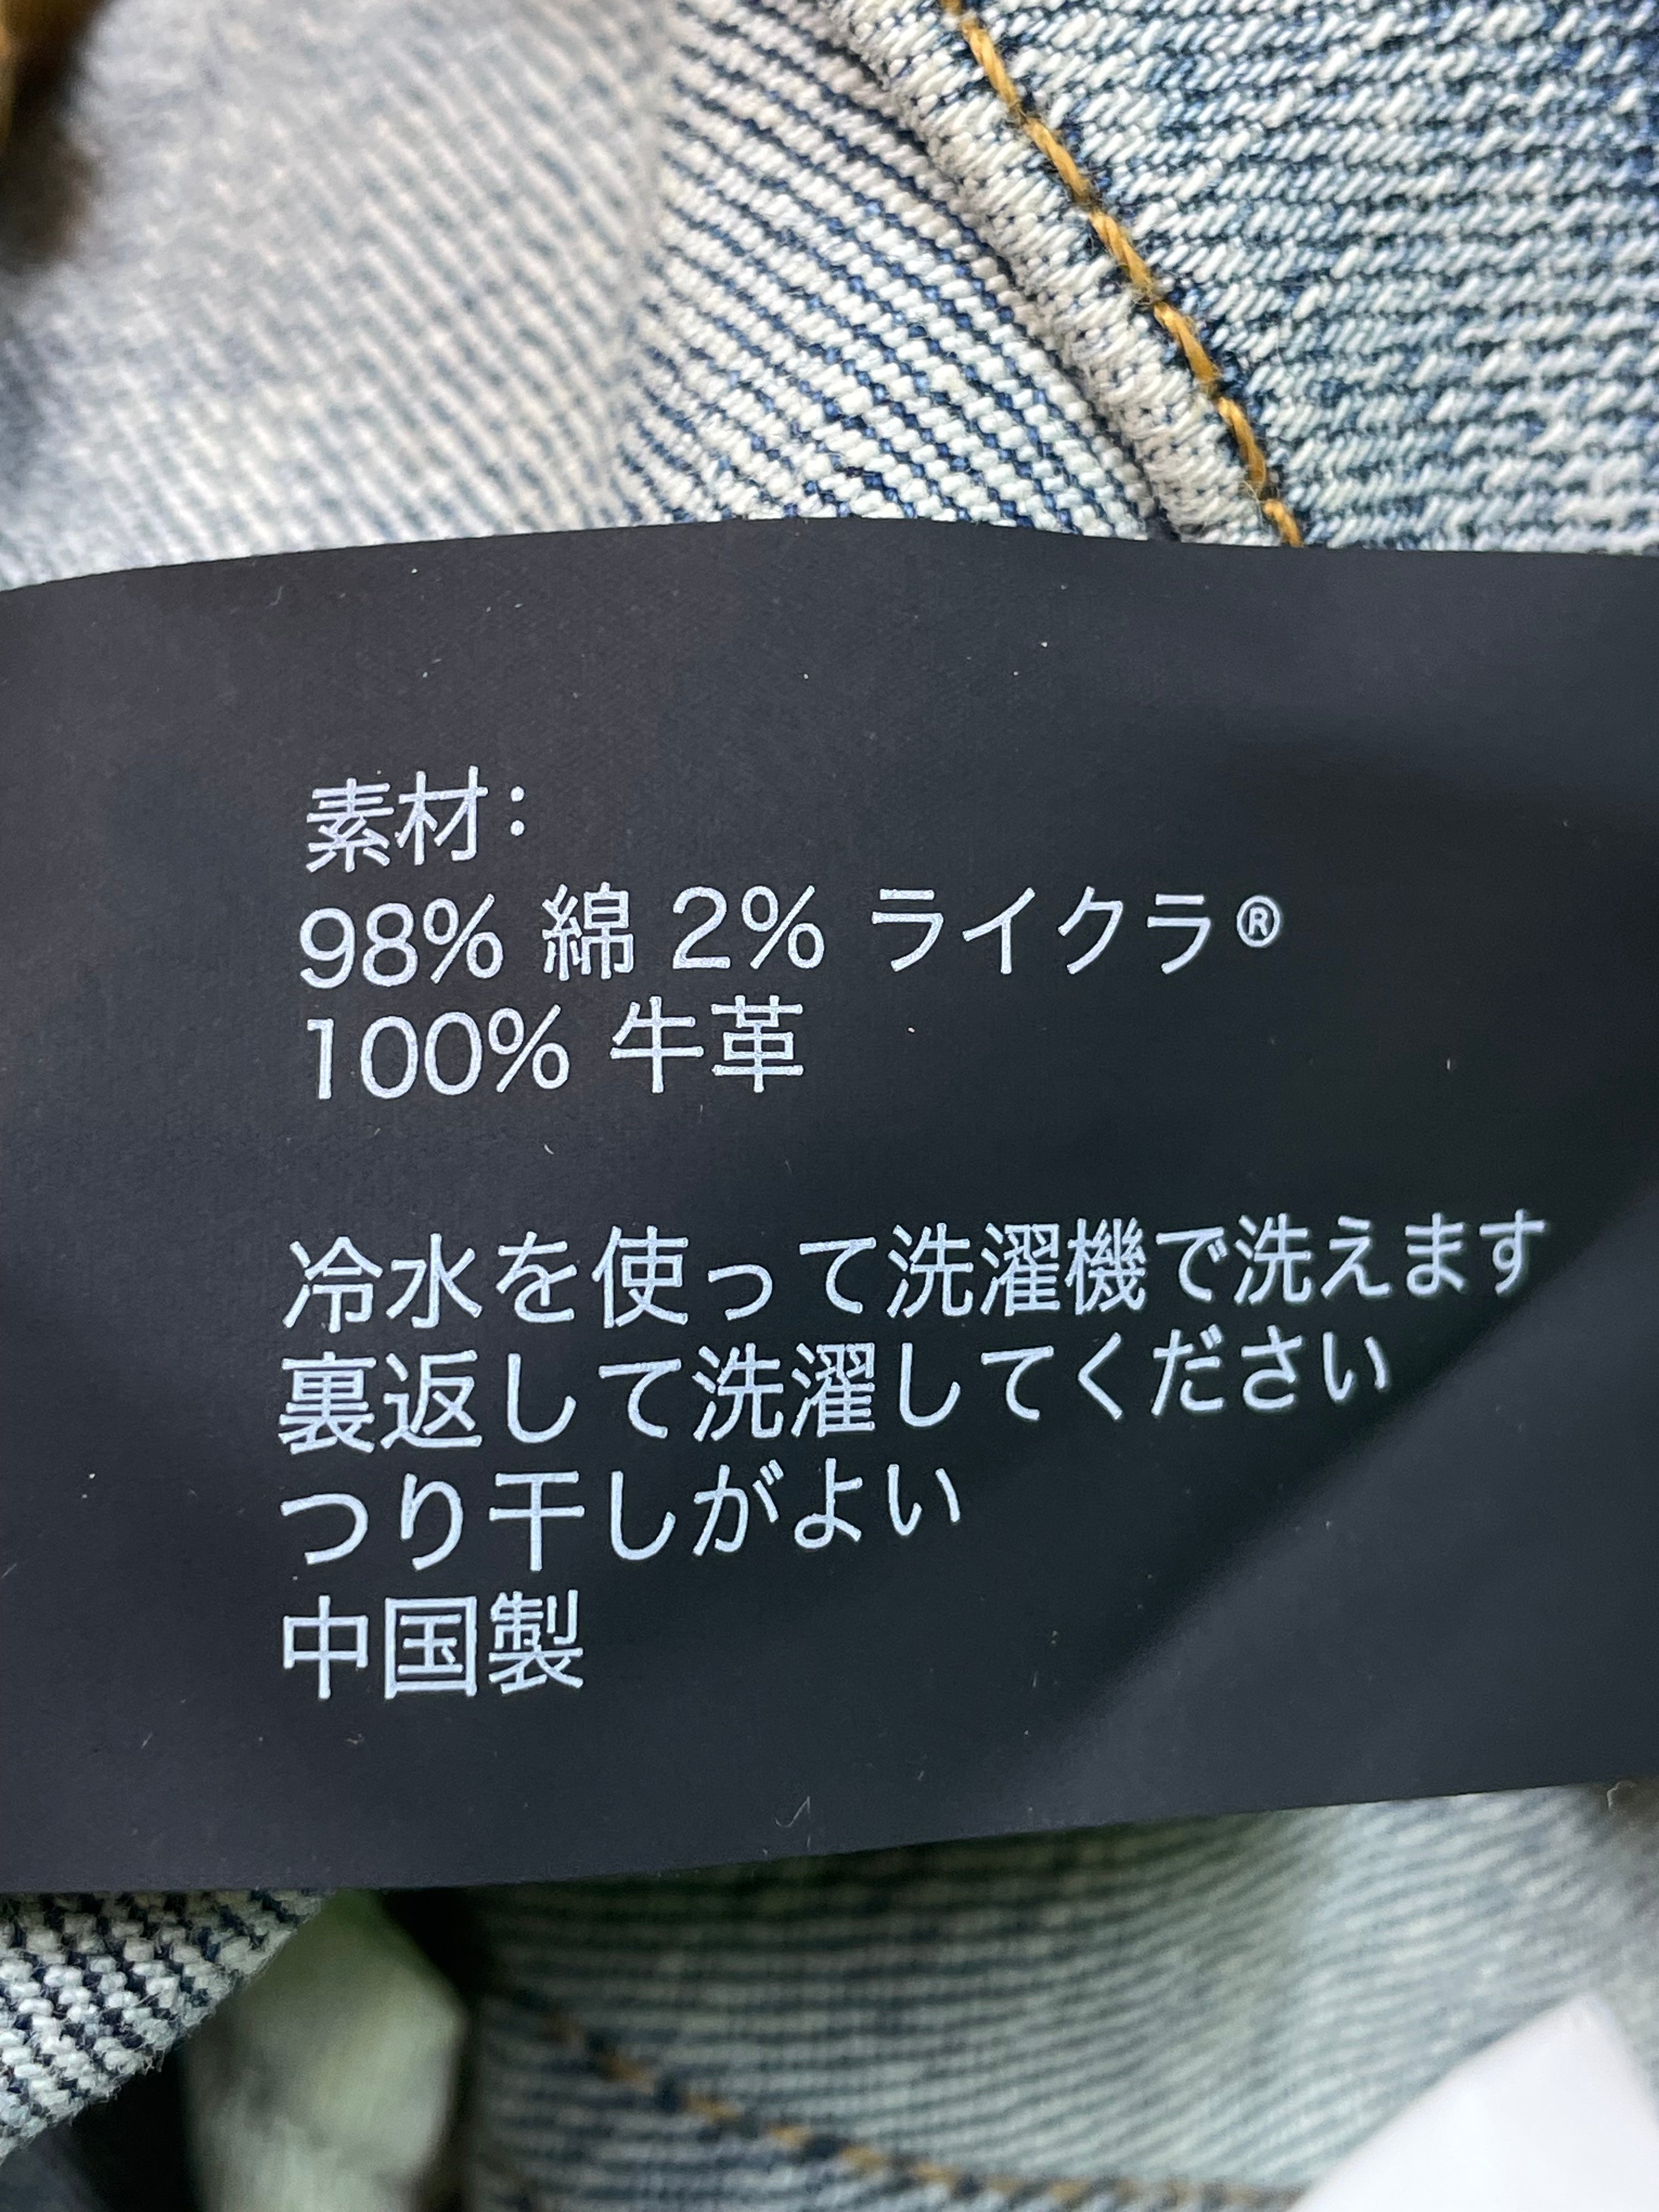 素材:
98% 綿 2% ライクラ®
100% 牛革
冷水を使って洗濯機で洗えます
裏返して洗濯してください
つり干しがよい
中国製